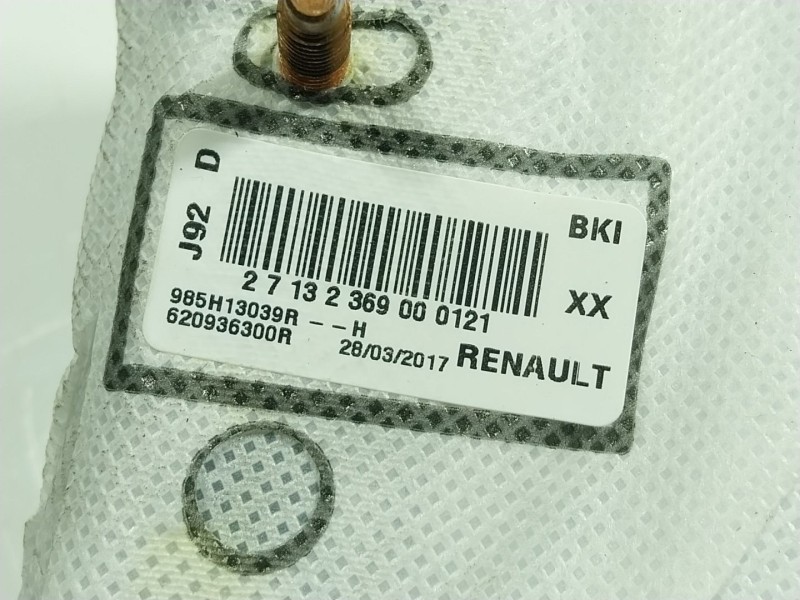 J92 D
BKI
XX
2 7 13 2 369 00 0121
985H13039R - - H
620936300R
28/03/2017 RENAULT